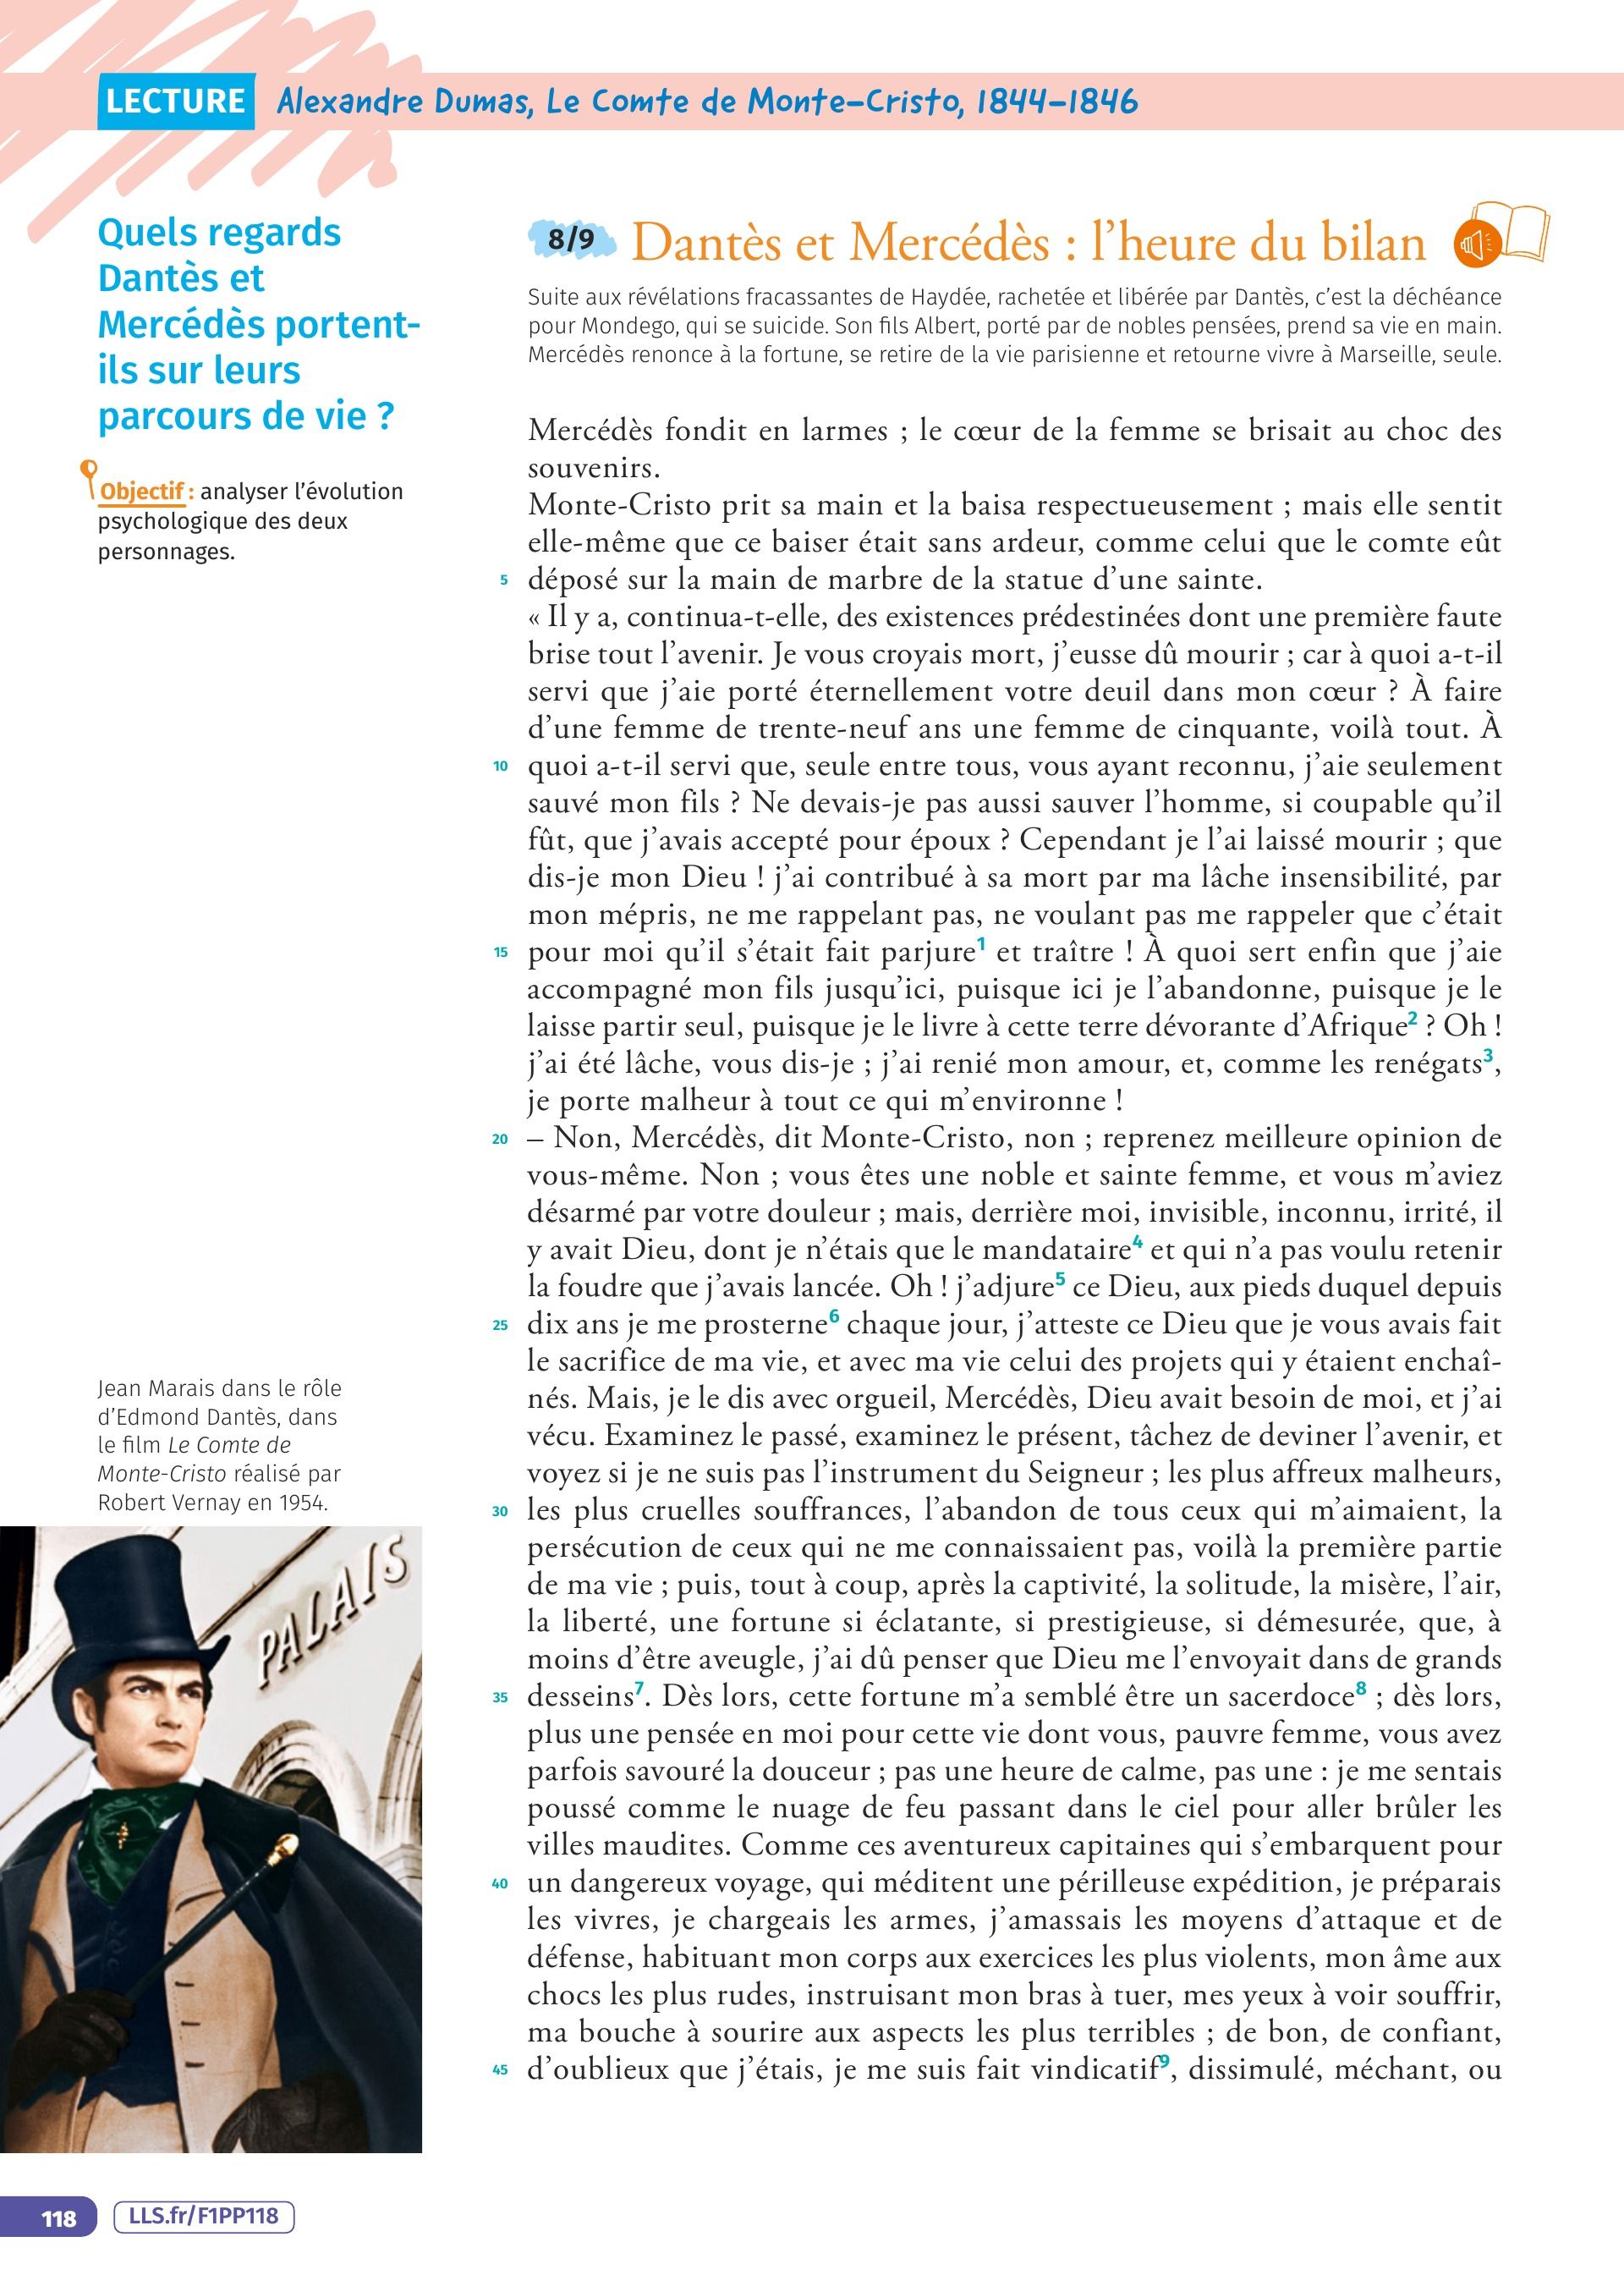 LECTURE Alexandre Dumas, Le Comte de Monte-Cristo, 1844–1846
Quels regards
Dantès et
Mercédès portent-
ils sur leurs
parcours de vie ?
Objectif : analyser l’évolution
psychologique des deux
personnages.
8/9 Dantès et Mercédès : l’heure du bilan
Suite aux révélations fracassantes de Haydée, rachetée et libérée par Dantès, c’est la déchéance
pour Mondego, qui se suicide. Son fils Albert, porté par de nobles pensées, prend sa vie en main.
Mercédès renonce à la fortune, se retire de la vie parisienne et retourne vivre à Marseille, seule.
Mercédès fondit en larmes ; le cœur de la femme se brisait au choc des
souvenirs.
Monte-Cristo prit sa main et la baisa respectueusement ; mais elle sentit
elle-même que ce baiser était sans ardeur, comme celui que le comte eût
5 déposé sur la main de marbre de la statue d’une sainte.
« Il y a, continua-t-elle, des existences prédestinées dont une première faute
brise tout l’avenir. Je vous croyais mort, j’eusse dû mourir ; car à quoi a-t-il
servi que j’aie porté éternellement votre deuil dans mon cœur ? À faire
d’une femme de trente-neuf ans une femme de cinquante, voilà tout. À
10 quoi a-t-il servi que, seule entre tous, vous ayant reconnu, j’aie seulement
sauvé mon fils ? Ne devais-je pas aussi sauver l’homme, si coupable qu’il
fût, que j’avais accepté pour époux ? Cependant je l’ai laissé mourir ; que
dis-je mon Dieu ! j’ai contribué à sa mort par ma lâche insensibilité, par
mon mépris, ne me rappelant pas, ne voulant pas me rappeler que c’était
15 pour moi qu’il s’était fait parjure1 et traître ! À quoi sert enfin que j’aie
accompagné mon fils jusqu’ici, puisque ici je l’abandonne, puisque je le
laisse partir seul, puisque je le livre à cette terre dévorante d’Afrique2 ? Oh !
j’ai été lâche, vous dis-je ; j’ai renié mon amour, et, comme les renégats3,
je porte malheur à tout ce qui m’environne !
20 – Non, Mercédès, dit Monte-Cristo, non ; reprenez meilleure opinion de
vous-même. Non ; vous êtes une noble et sainte femme, et vous m’aviez
désarmé par votre douleur ; mais, derrière moi, invisible, inconnu, irrité, il
y avait Dieu, dont je n’étais que le mandataire4 et qui n’a pas voulu retenir
la foudre que j’avais lancée. Oh ! j’adjure5 ce Dieu, aux pieds duquel depuis
25 dix ans je me prosterne6 chaque jour, j’atteste ce Dieu que je vous avais fait
le sacrifice de ma vie, et avec ma vie celui des projets qui y étaient enchaî-
nés. Mais, je le dis avec orgueil, Mercédès, Dieu avait besoin de moi, et j’ai
vécu. Examinez le passé, examinez le présent, tâchez de deviner l’avenir, et
voyez si je ne suis pas l’instrument du Seigneur ; les plus affreux malheurs,
30 les plus cruelles souffrances, l’abandon de tous ceux qui m’aimaient, la
persécution de ceux qui ne me connaissaient pas, voilà la première partie
de ma vie ; puis, tout à coup, après la captivité, la solitude, la misère, l’air,
la liberté, une fortune si éclatante, si prestigieuse, si démesurée, que, à
moins d’être aveugle, j’ai dû penser que Dieu me l’envoyait dans de grands
35 desseins7. Dès lors, cette fortune m’a semblé être un sacerdoce8 ; dès lors,
plus une pensée en moi pour cette vie dont vous, pauvre femme, vous avez
parfois savouré la douceur ; pas une heure de calme, pas une : je me sentais
poussé comme le nuage de feu passant dans le ciel pour aller brûler les
villes maudites. Comme ces aventureux capitaines qui s’embarquent pour
40 un dangereux voyage, qui méditent une périlleuse expédition, je préparais
les vivres, je chargeais les armes, j’amassais les moyens d’attaque et de
défense, habituant mon corps aux exercices les plus violents, mon âme aux
chocs les plus rudes, instruisant mon bras à tuer, mes yeux à voir souffrir,
ma bouche à sourire aux aspects les plus terribles ; de bon, de confiant,
45 d’oublieux que j’étais, je me suis fait vindicatif9, dissimulé, méchant, ou
Jean Marais dans le rôle
d’Edmond Dantès, dans
le film Le Comte de
Monte-Cristo réalisé par
Robert Vernay en 1954.
PALAIS
118 LLS.fr/F1PP118